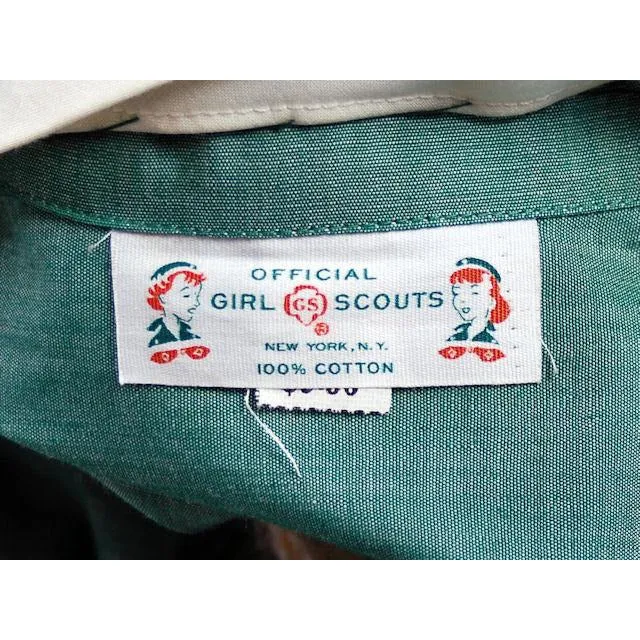 OFFICIAL
GIRL GS SCOUTS
®
NEW YORK, N.Y.
100% COTTON